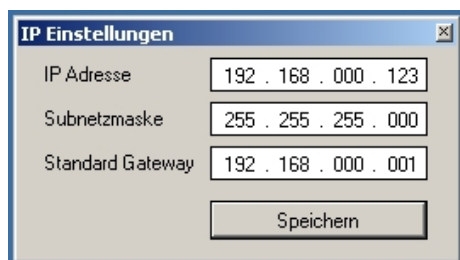 IP Einstellungen
IP Adresse 192 . 168 . 000 . 123
Subnetzmaske 255 . 255 . 255 . 000
Standard Gateway 192 . 168 . 000 . 001
Speichern